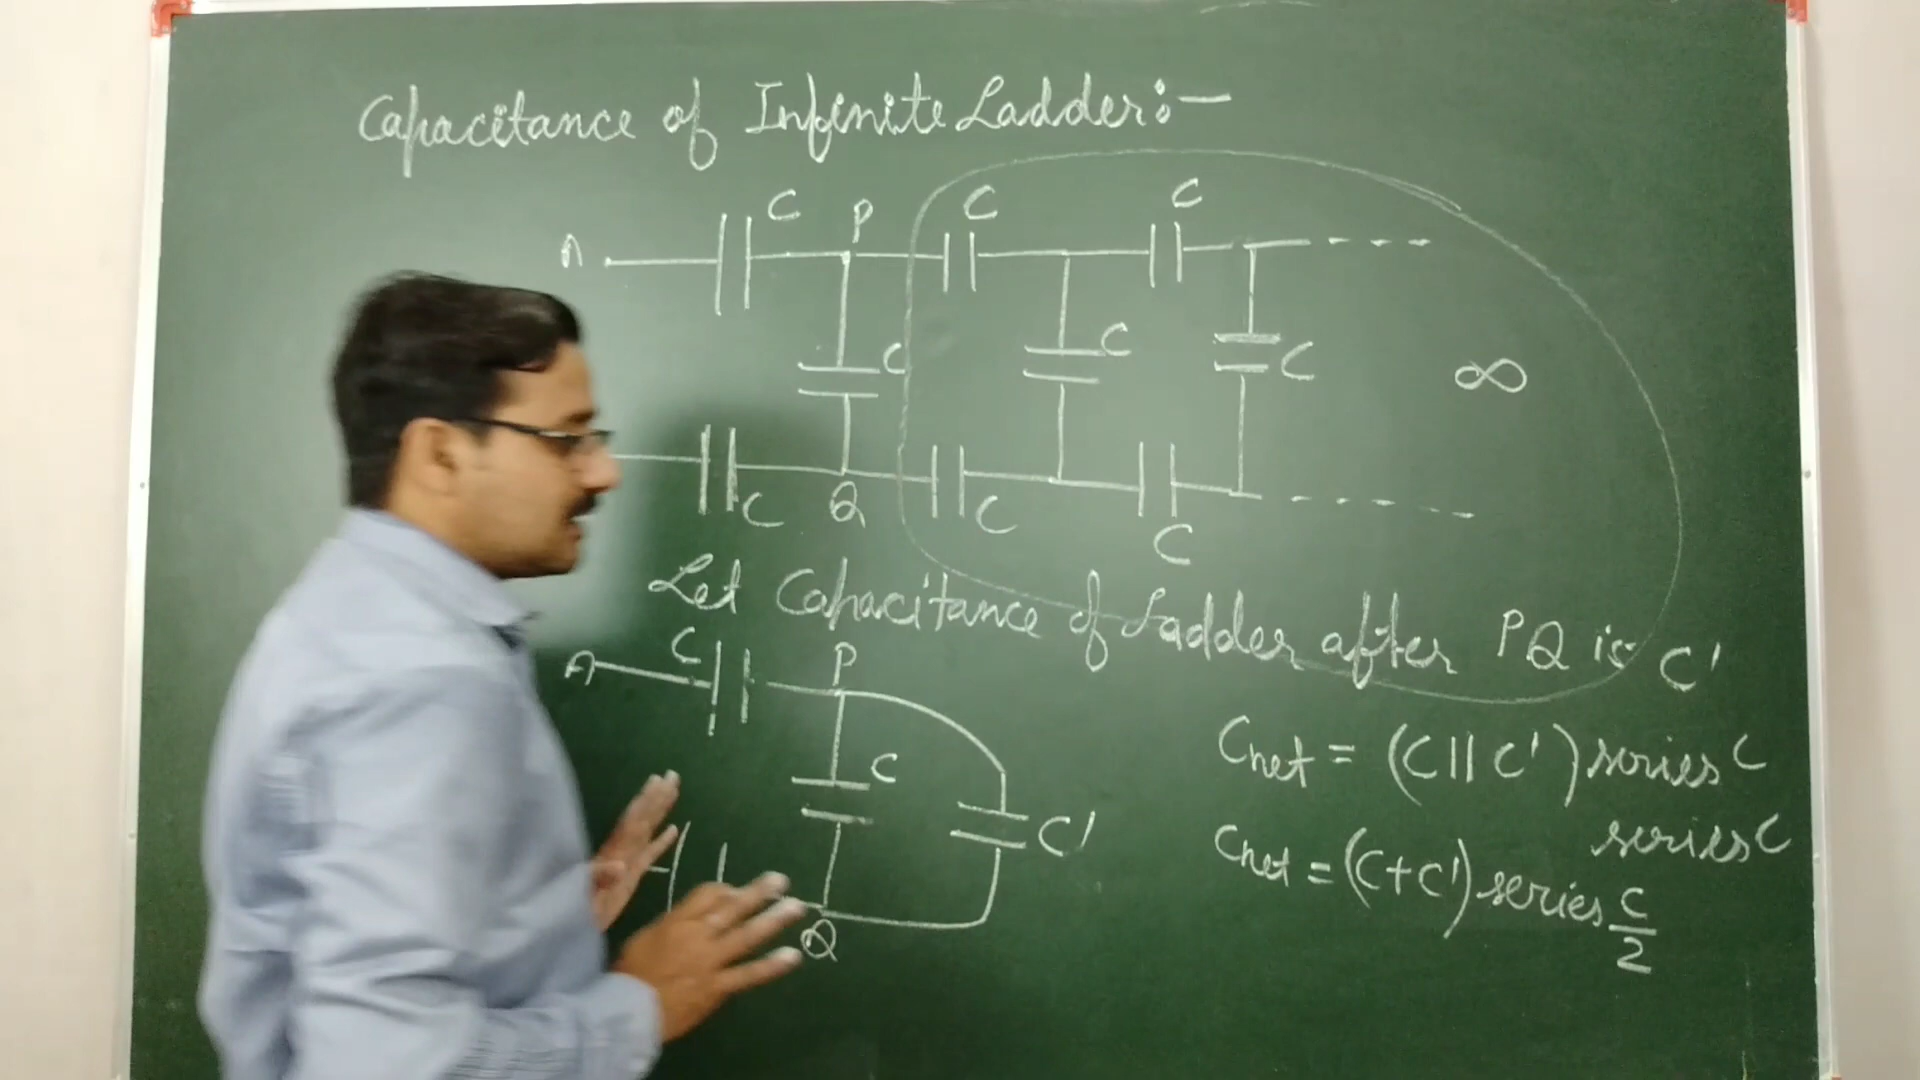 Capacitance of Infinite Ladder:-
A C P C C
C C C ∞
C Q C C
Let Capacitance of Ladder after PQ is C'
A C P
C C'
Q
Cnet = (C || C') series C
series C
Cnet = (C+C') series C/2